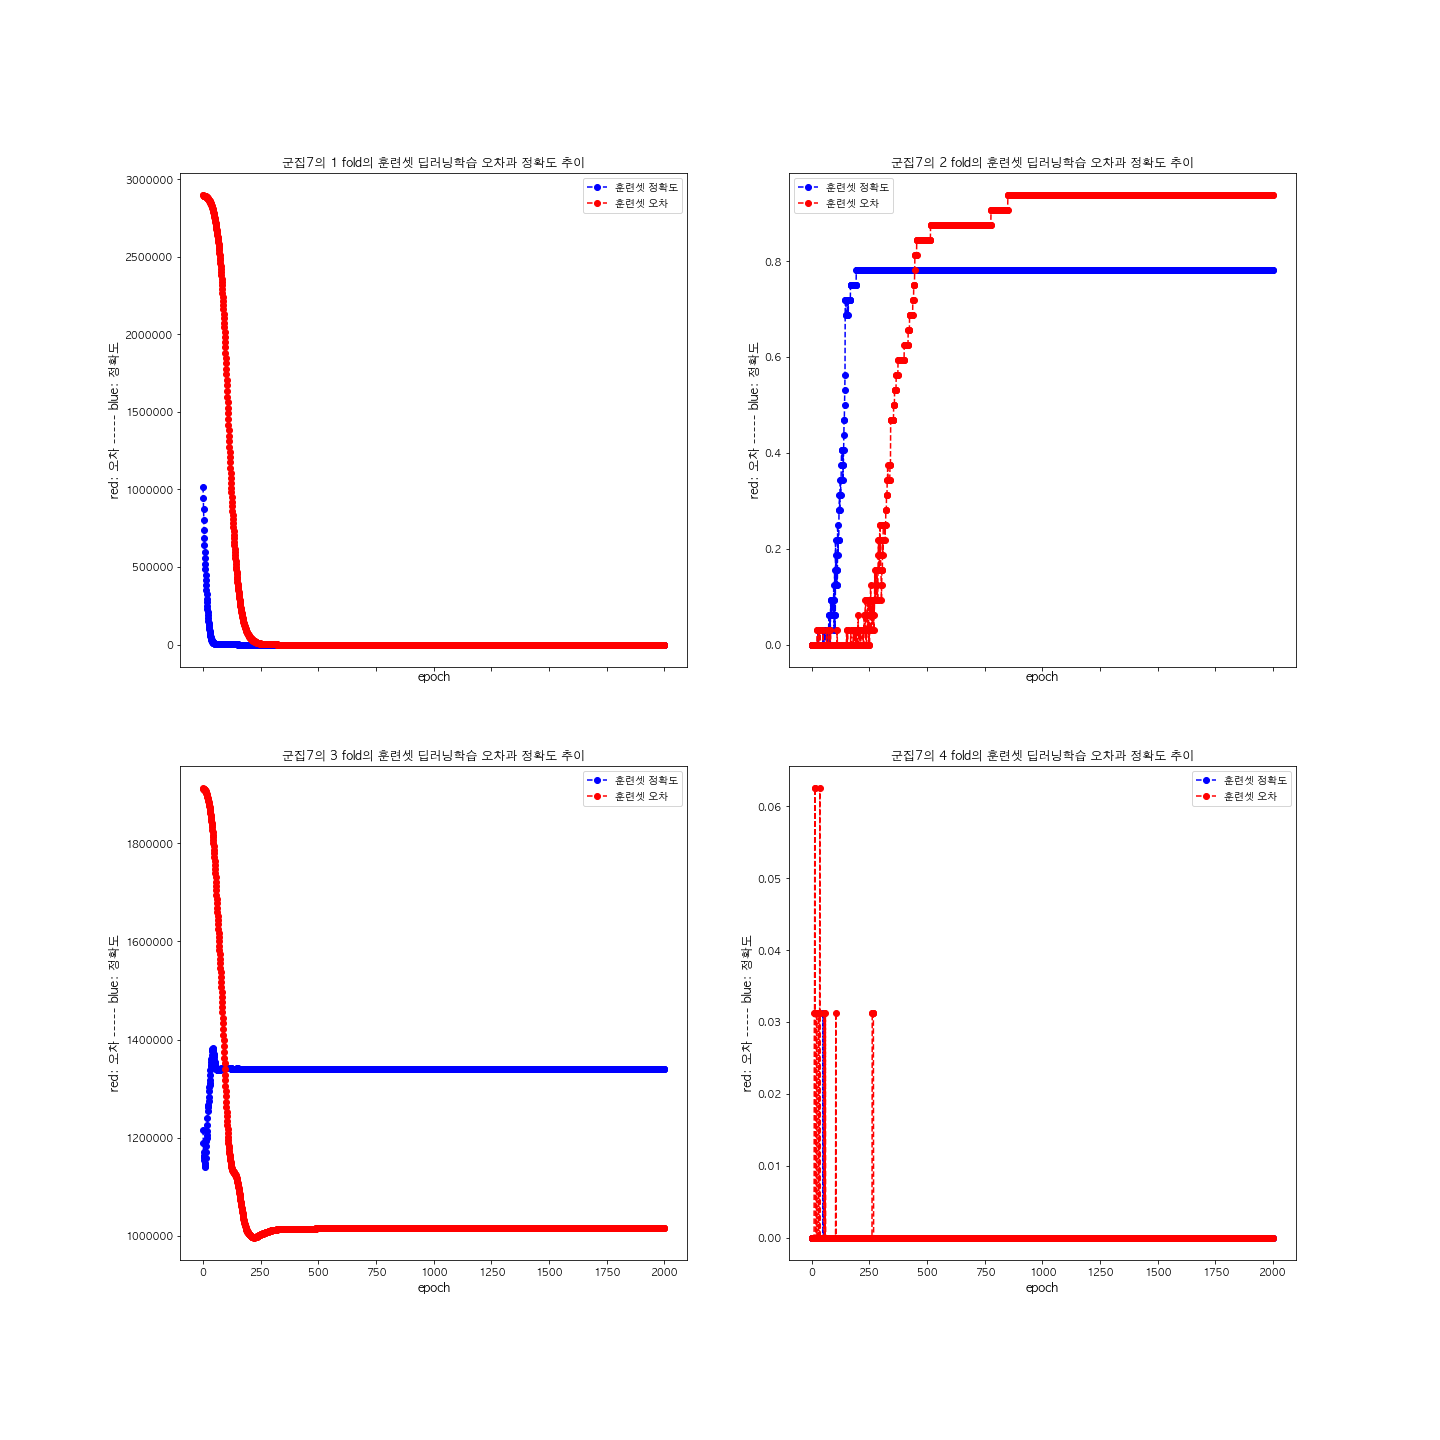 군집7의 1 fold의 훈련셋 딥러닝학습 오차과 정확도 추이
3000000
2500000
2000000
1500000
1000000
500000
0
red: 오차 ----- blue: 정확도
훈련셋 정확도
훈련셋 오차
epoch
군집7의 2 fold의 훈련셋 딥러닝학습 오차과 정확도 추이
0.8
0.6
0.4
0.2
0.0
red: 오차 ----- blue: 정확도
훈련셋 정확도
훈련셋 오차
epoch
군집7의 3 fold의 훈련셋 딥러닝학습 오차과 정확도 추이
1800000
1600000
1400000
1200000
1000000
red: 오차 ----- blue: 정확도
훈련셋 정확도
훈련셋 오차
0 250 500 750 1000 1250 1500 1750 2000
epoch
군집7의 4 fold의 훈련셋 딥러닝학습 오차과 정확도 추이
0.06
0.05
0.04
0.03
0.02
0.01
0.00
red: 오차 ----- blue: 정확도
훈련셋 정확도
훈련셋 오차
0 250 500 750 1000 1250 1500 1750 2000
epoch